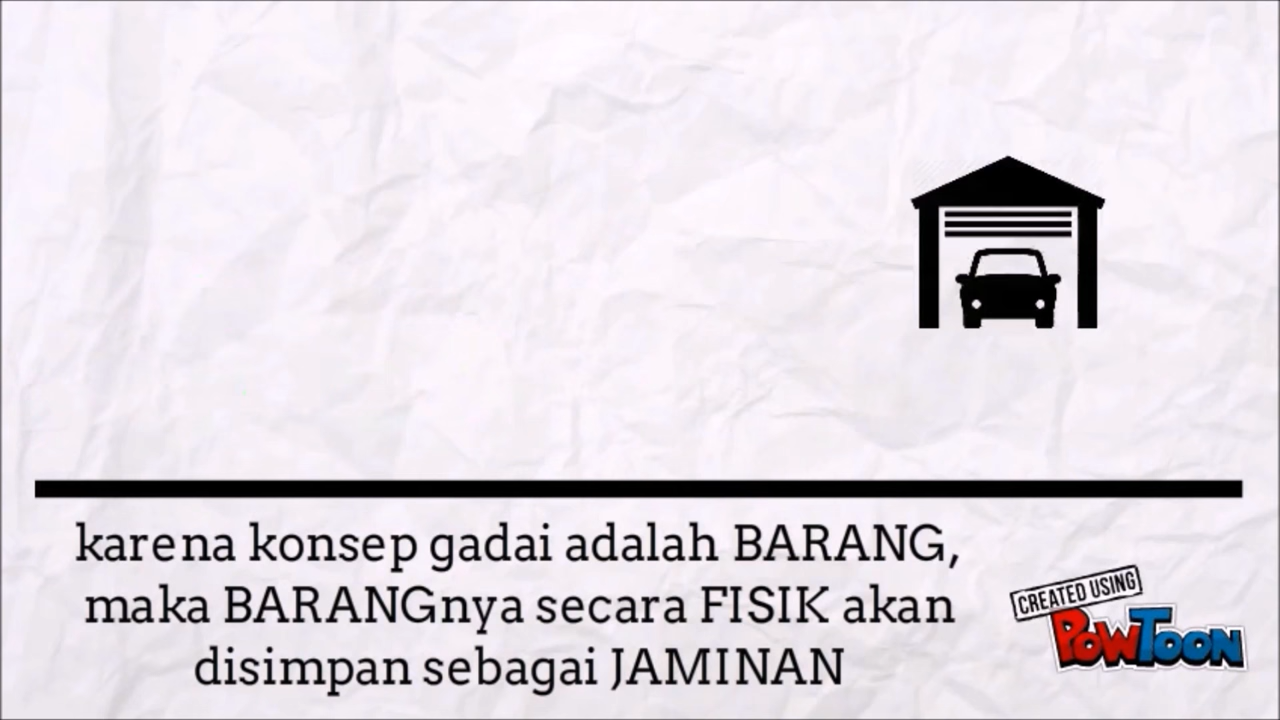 karena konsep gadai adalah BARANG,
maka BARANGnya secara FISIK akan
disimpan sebagai JAMINAN
CREATED USING
POWTOON